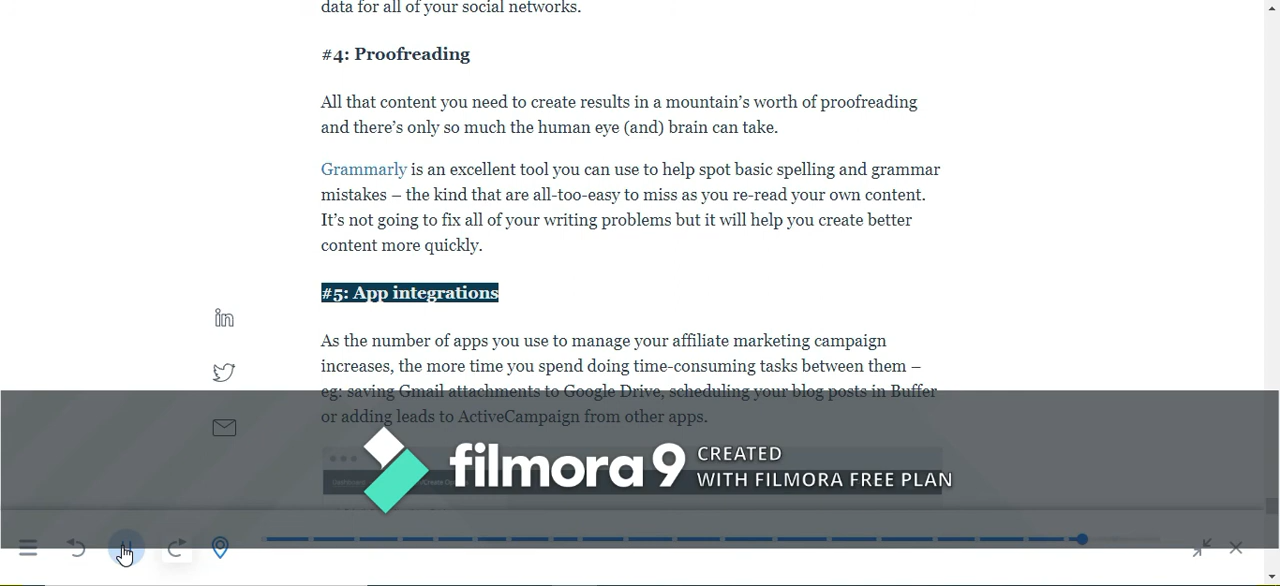 data for all of your social networks.
#4: Proofreading
All that content you need to create results in a mountain’s worth of proofreading
and there’s only so much the human eye (and) brain can take.
Grammarly is an excellent tool you can use to help spot basic spelling and grammar
mistakes – the kind that are all-too-easy to miss as you re-read your own content.
It’s not going to fix all of your writing problems but it will help you create better
content more quickly.
#5: App integrations
in
As the number of apps you use to manage your affiliate marketing campaign
increases, the more time you spend doing time-consuming tasks between them –
eg: saving Gmail attachments to Google Drive, scheduling your blog posts in Buffer
or adding leads to ActiveCampaign from other apps.
filmora 9 CREATED
WITH FILMORA FREE PLAN
Dashboard